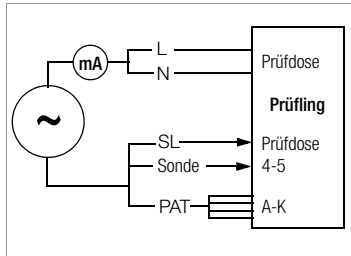 mA
L
N
Prüfdose
Prüfling
~
SL
Prüfdose
Sonde
4-5
PAT
A-K